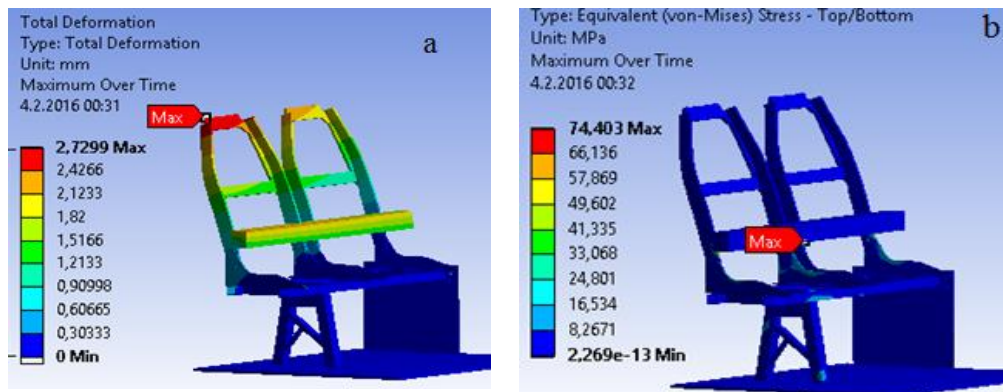 Total Deformation
Type: Total Deformation
Unit: mm
Maximum Over Time
4.2.2016 00:31
a
Max
2,7299 Max
2,4266
2,1233
1,82
1,5166
1,2133
0,90998
0,60665
0,30333
0 Min
Type: Equivalent (von-Mises) Stress - Top/Bottom
Unit: MPa
Maximum Over Time
4.2.2016 00:32
b
74,403 Max
66,136
57,869
49,602
41,335
33,068
24,801
16,534
8,2671
2,269e-13 Min
Max